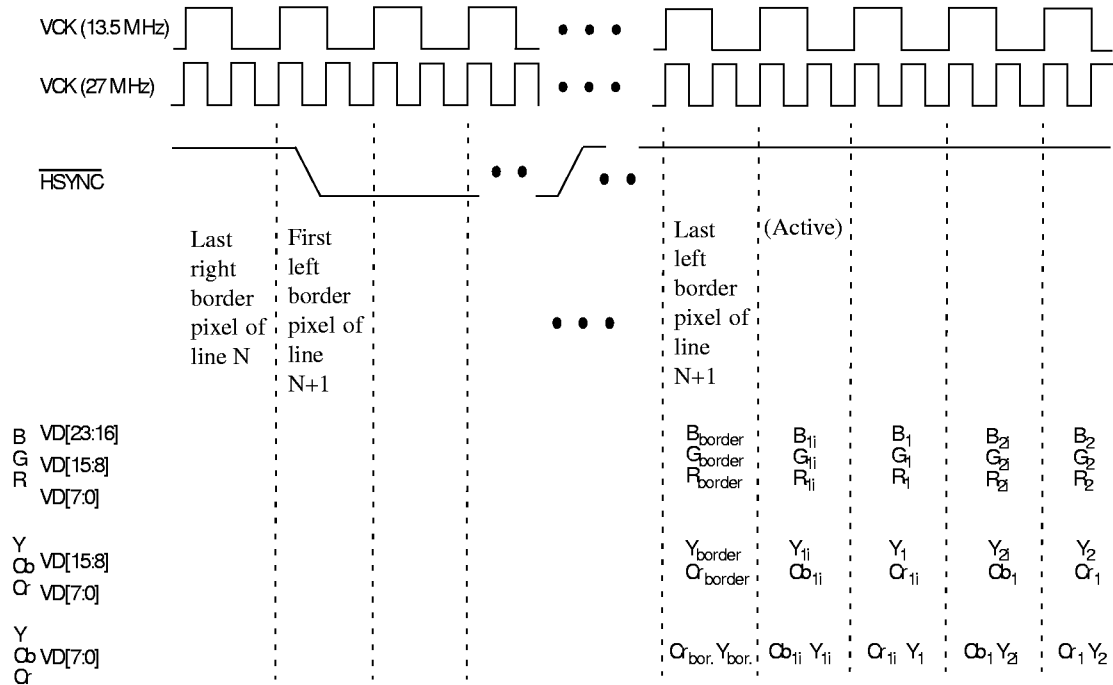 VCK (13.5 MHz)
VCK (27 MHz)
HSYNC
Last right border pixel of line N
First left border pixel of line N+1
Last left border pixel of line N+1
(Active)
B VD[23:16]
G VD[15:8]
R VD[7:0]
Bborder B1i B1 B2i B2
Gborder G1i G1 G2i G2
Rborder R1i R1 R2i R2
Y
Cb VD[15:8]
Cr VD[7:0]
Yborder Y1i Y1 Y2i Y2
Crborder Cb1i Cr1i Cb1 Cr1
Y
Cb VD[7:0]
Cr
Crbor. Ybor. Cb1i Y1i Cr1i Y1 Cb1 Y2i Cr1 Y2